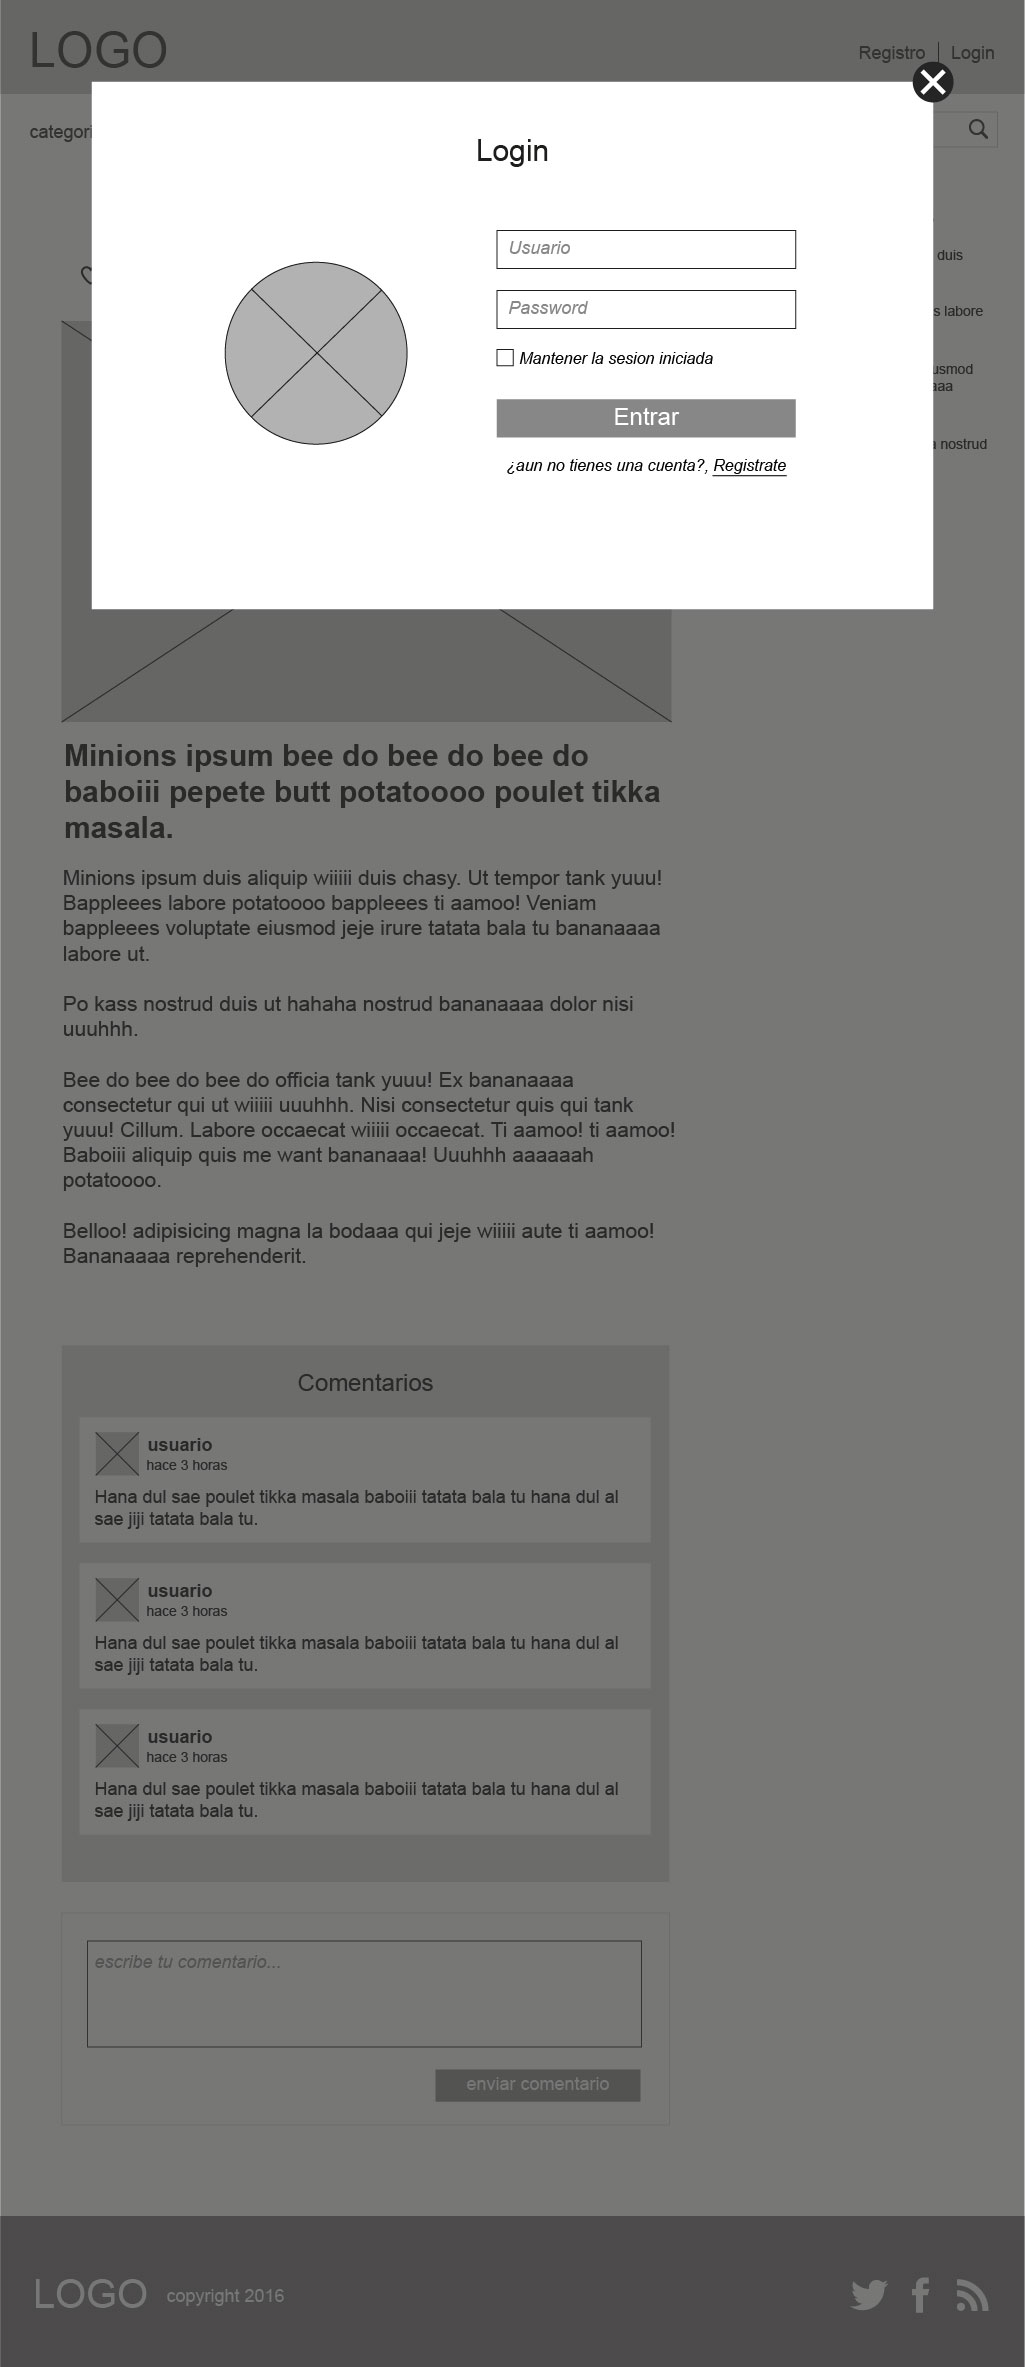 LOGO
Registro
Login
categori
Login
Usuario
Password
Mantener la sesion iniciada
Entrar
¿aun no tienes una cuenta?, Registrate
duis
labore
nostrud
Minions ipsum bee do bee do bee do
baboiii pepete butt potatoooo poulet tikka
masala.
Minions ipsum duis aliquip wiiiii duis chasy. Ut tempor tank yuuu!
Bappleees labore potatoooo bappleees ti aamoo! Veniam
bappleees voluptate eiusmod jeje irure tatata bala tu bananaaaa
labore ut.
Po kass nostrud duis ut hahaha nostrud bananaaaa dolor nisi
uuuhhh.
Bee do bee do bee do officia tank yuuu! Ex bananaaaa
consectetur qui ut wiiiii uuuhhh. Nisi consectetur quis qui tank
yuuu! Cillum. Labore occaecat wiiiii occaecat. Ti aamoo! ti aamoo!
Baboiii aliquip quis me want bananaaa! Uuuhhh aaaaaah
potatoooo.
Belloo! adipisicing magna la bodaaa qui jeje wiiiii aute ti aamoo!
Bananaaaa reprehenderit.
Comentarios
usuario
hace 3 horas
Hana dul sae poulet tikka masala baboiii tatata bala tu hana dul al
sae jiji tatata bala tu.
usuario
hace 3 horas
Hana dul sae poulet tikka masala baboiii tatata bala tu hana dul al
sae jiji tatata bala tu.
usuario
hace 3 horas
Hana dul sae poulet tikka masala baboiii tatata bala tu hana dul al
sae jiji tatata bala tu.
escribe tu comentario...
enviar comentario
LOGO
copyright 2016